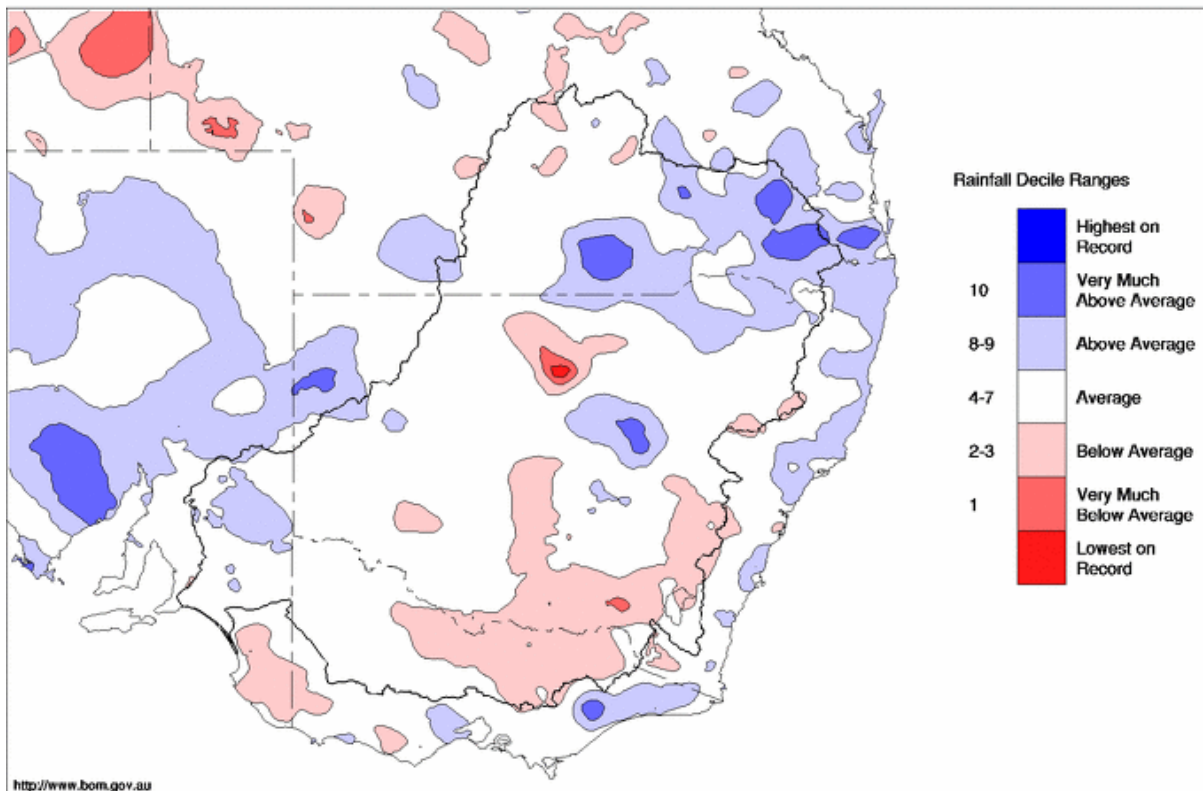 Rainfall Decile Ranges
Highest on
Record
10
Very Much
Above Average
8-9
Above Average
4-7
Average
2-3
Below Average
1
Very Much
Below Average
Lowest on
Record
http://www.bom.gov.au